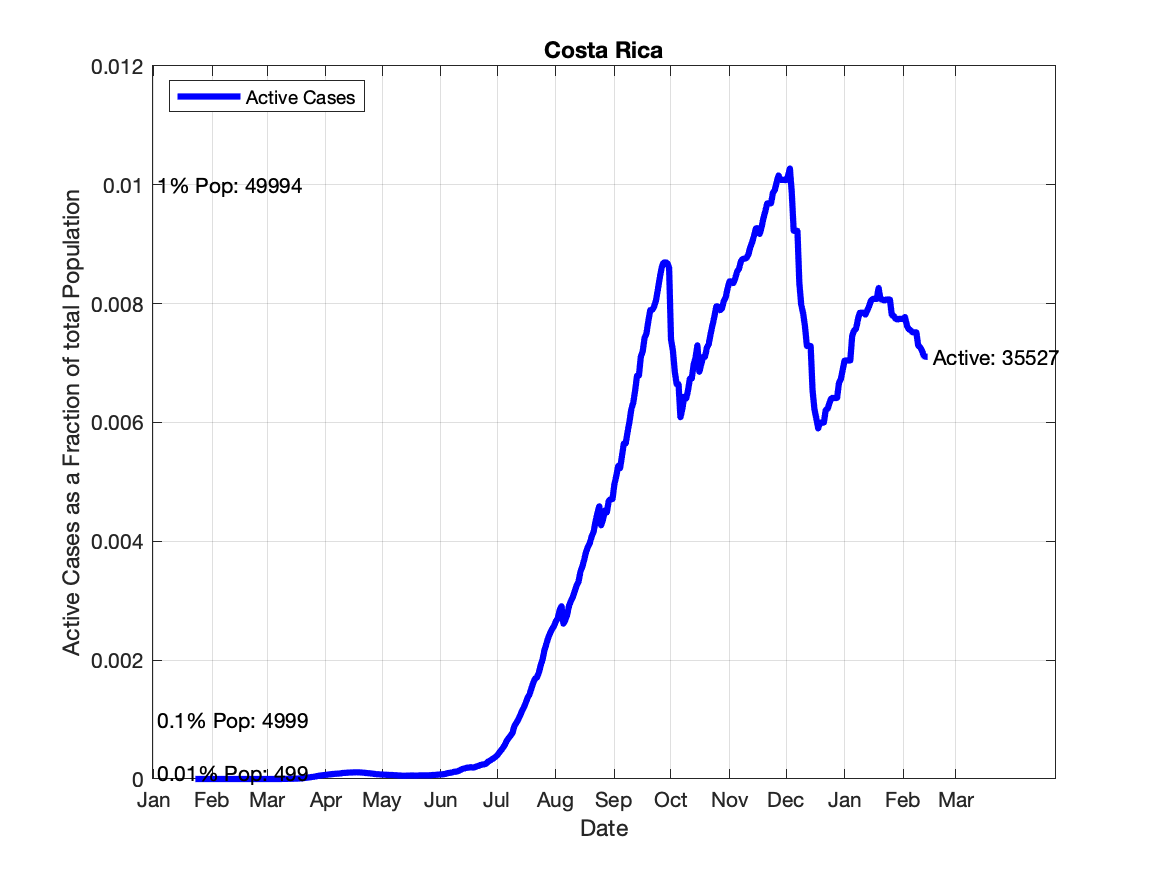 Costa Rica
Active Cases
0.012
0.01
0.008
0.006
0.004
0.002
0
1% Pop: 49994
0.1% Pop: 4999
0.01% Pop: 499
Active: 35527
Active Cases as a Fraction of total Population
Jan Feb Mar Apr May Jun Jul Aug Sep Oct Nov Dec Jan Feb Mar
Date